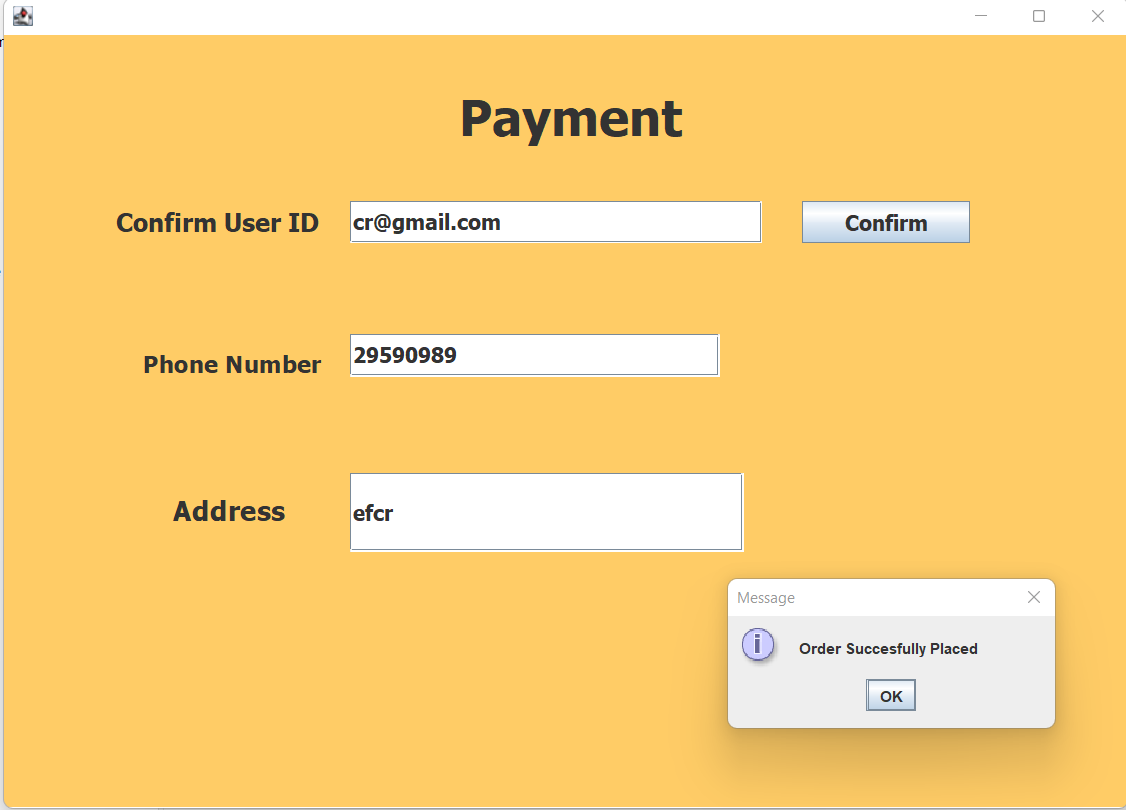 Payment
Confirm User ID
cr@gmail.com
Confirm
Phone Number
29590989
Address
efcr
Message
i
Order Succesfully Placed
OK